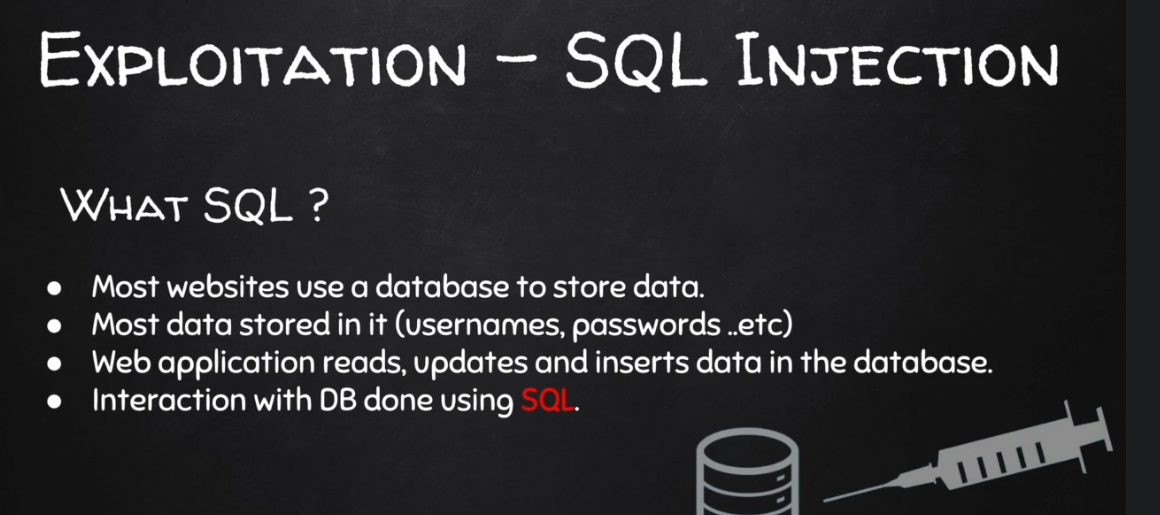 Exploitation – SQL Injection
What SQL ?
● Most websites use a database to store data.
● Most data stored in it (usernames, passwords ..etc)
● Web application reads, updates and inserts data in the database.
● Interaction with DB done using SQL.